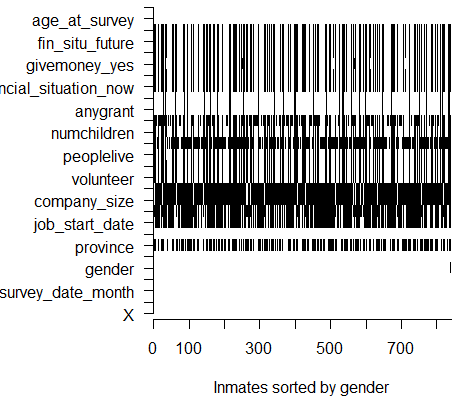 age_at_survey
fin_situ_future
givemoney_yes
ncial_situation_now
anygrant
numchildren
peoplelive
volunteer
company_size
job_start_date
province
gender
survey_date_month
X
0 100 300 500 700
Inmates sorted by gender